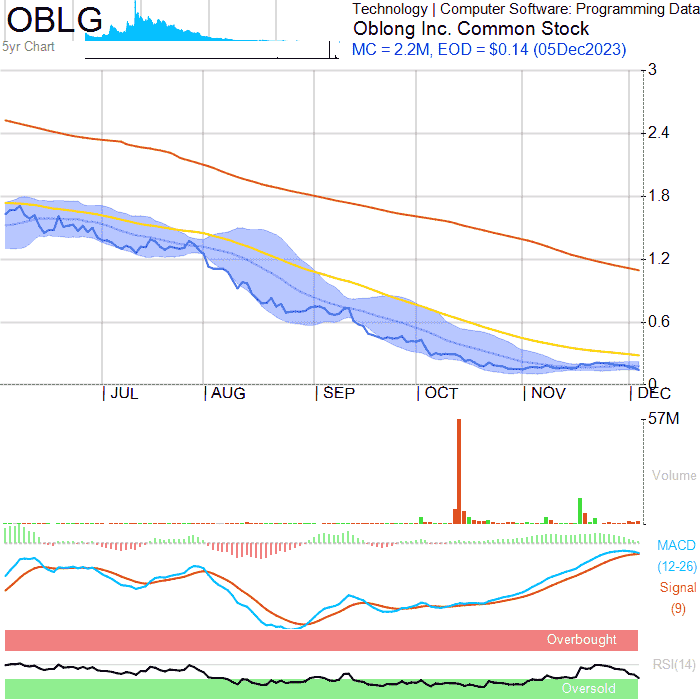 OBLG
Technology | Computer Software: Programming Data
Oblong Inc. Common Stock
5yr Chart
MC = 2.2M, EOD = $0.14 (05Dec2023)
3
2.4
1.8
1.2
0.6
0
JUL AUG SEP OCT NOV DEC
57M
Volume
MACD
(12-26)
Signal
(9)
Overbought
RSI(14)
Oversold